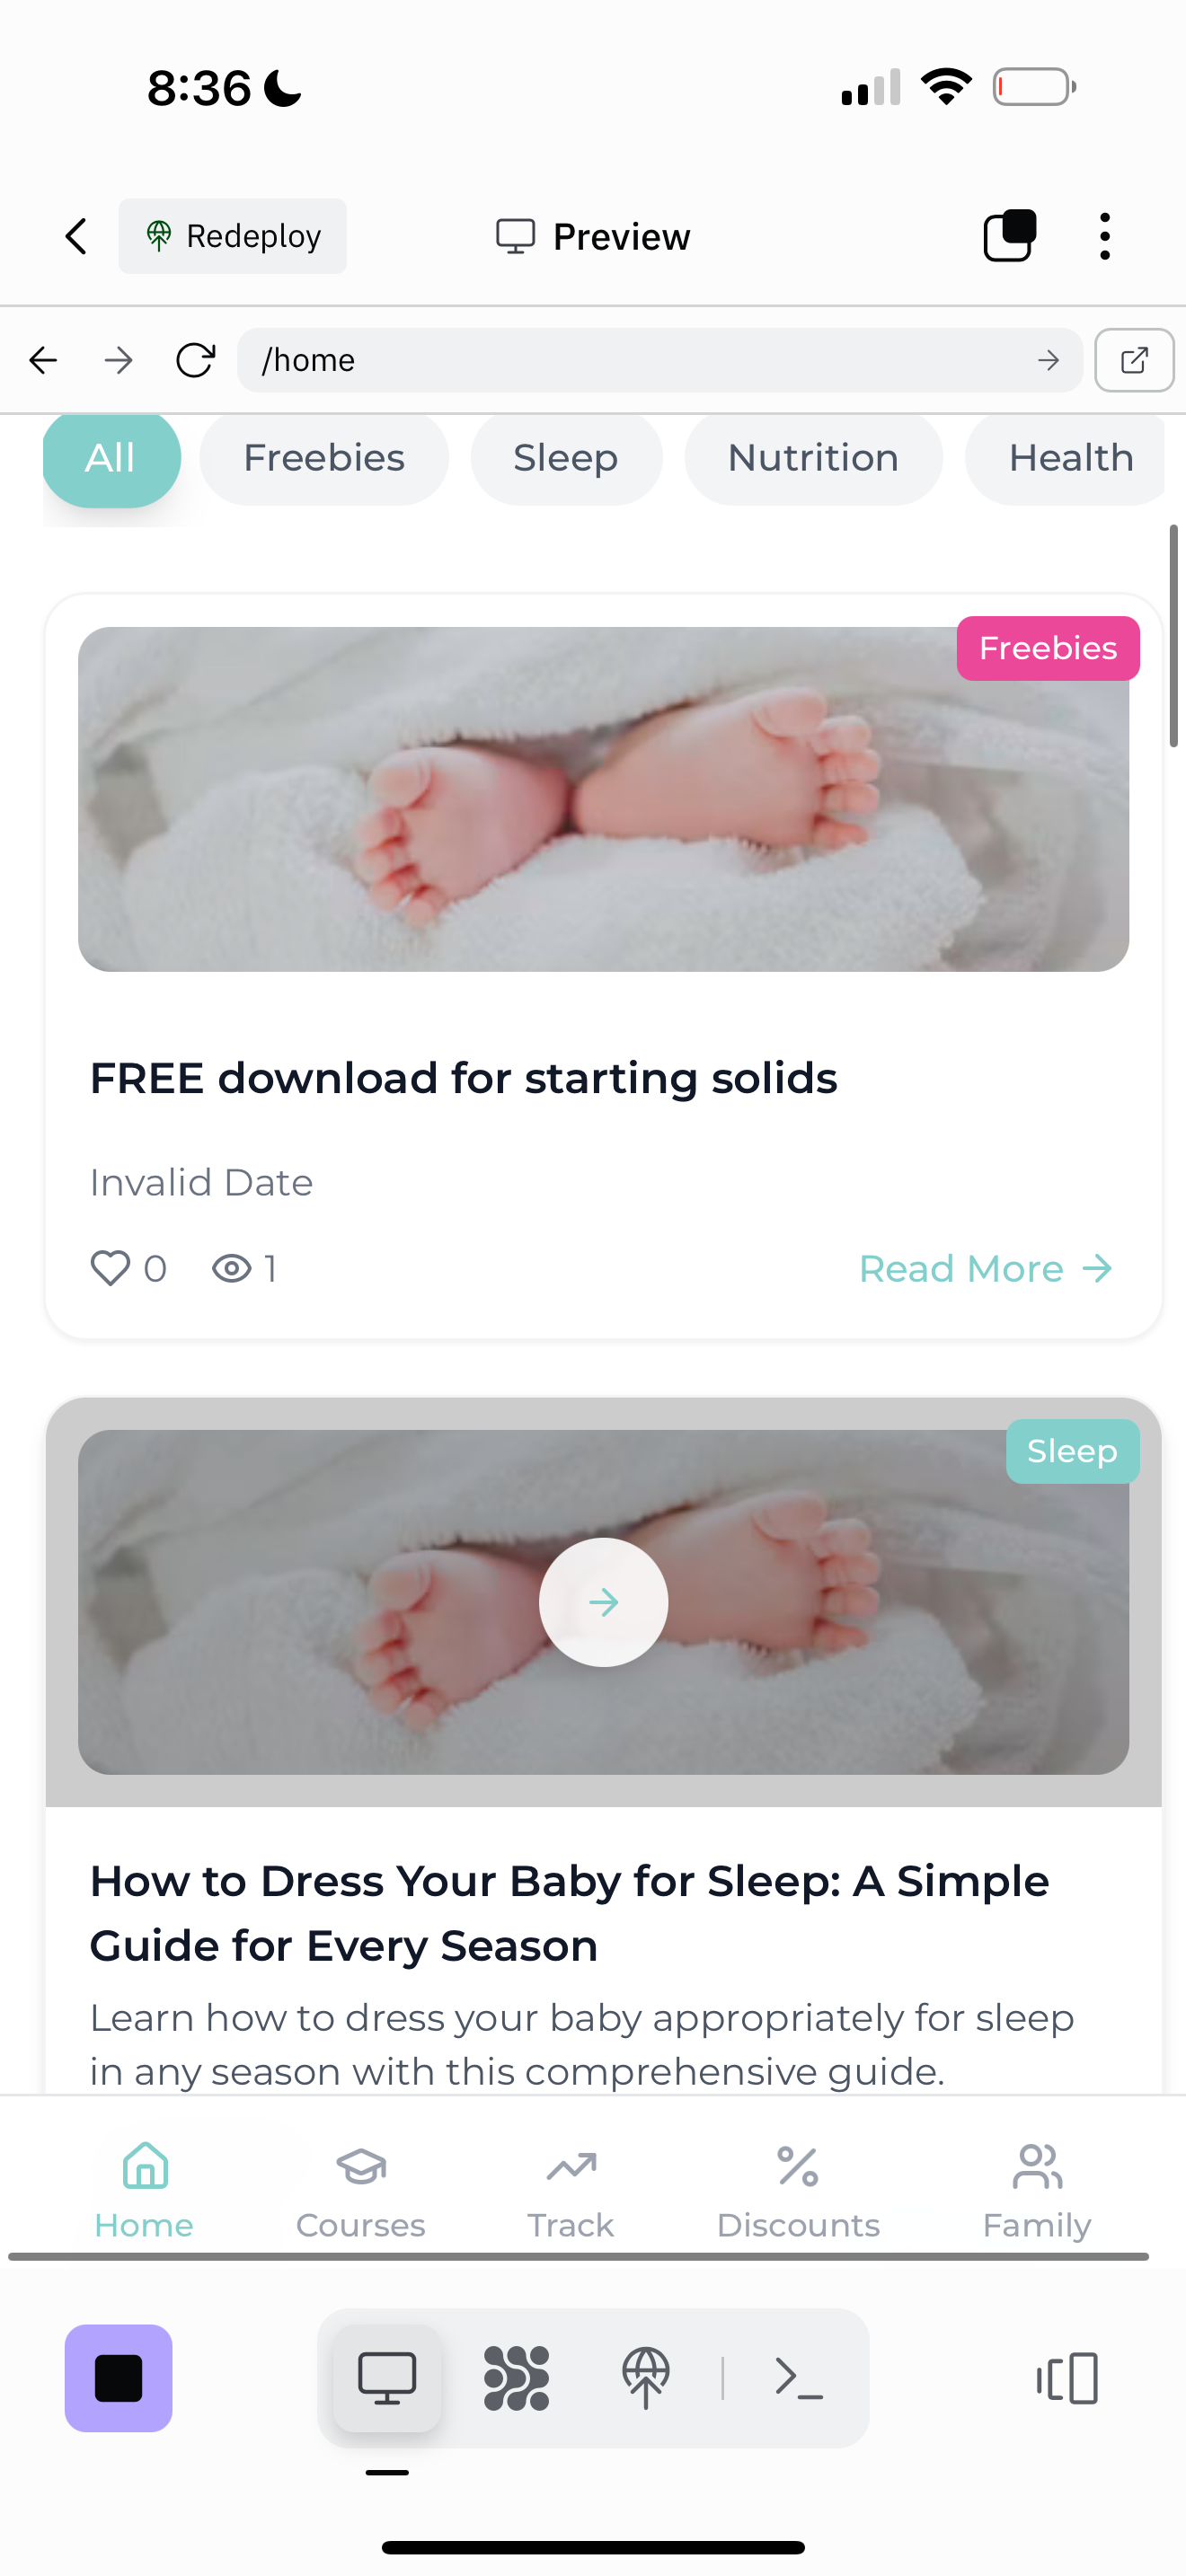 8:36
Redeploy
Preview
/home
All
Freebies
Sleep
Nutrition
Health
Freebies
FREE download for starting solids
Invalid Date
0
1
Read More
Sleep
How to Dress Your Baby for Sleep: A Simple
Guide for Every Season
Learn how to dress your baby appropriately for sleep
in any season with this comprehensive guide.
Home
Courses
Track
Discounts
Family